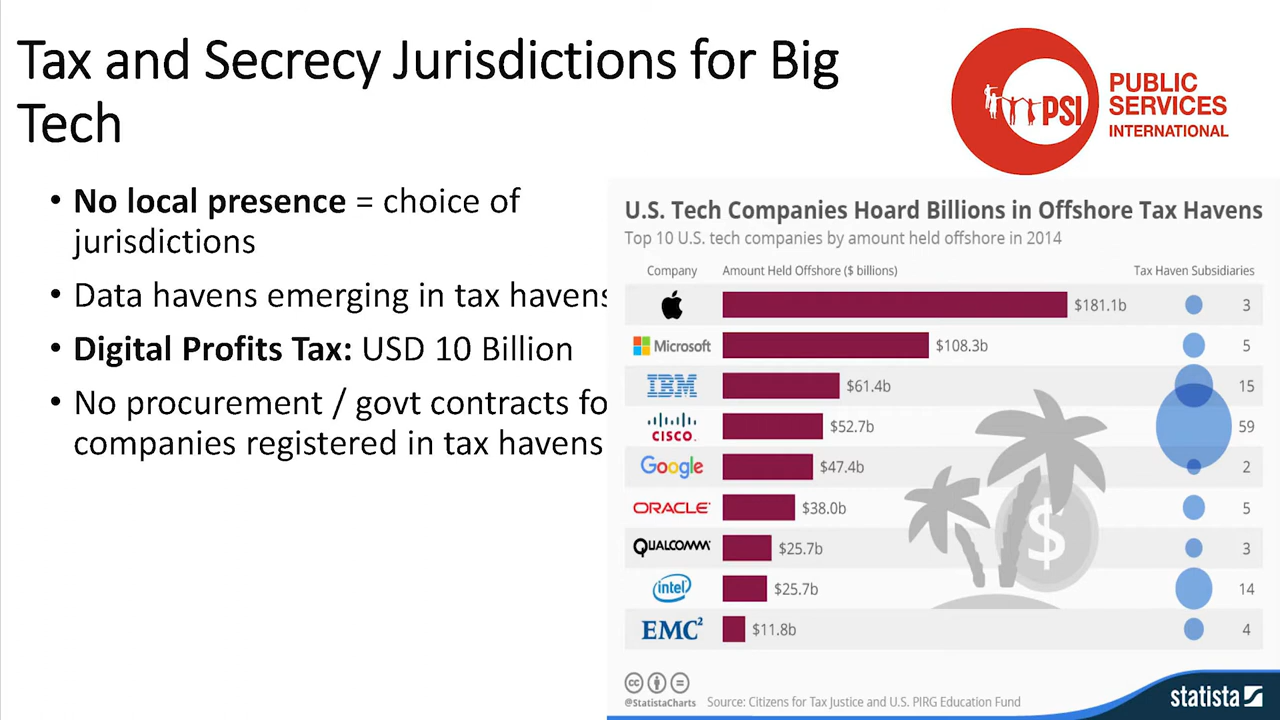 Tax and Secrecy Jurisdictions for Big
Tech
PSI
PUBLIC
SERVICES
INTERNATIONAL
• No local presence = choice of
jurisdictions
• Data havens emerging in tax havens
• Digital Profits Tax: USD 10 Billion
• No procurement / govt contracts fo
companies registered in tax havens
U.S. Tech Companies Hoard Billions in Offshore Tax Havens
Top 10 U.S. tech companies by amount held offshore in 2014
Company Amount Held Offshore ($ billions) Tax Haven Subsidiaries
$181.1b 3
Microsoft $108.3b 5
IBM $61.4b 15
CISCO. $52.7b 59
Google $47.4b 2
ORACLE $38.0b 5
QUALCOMM $25.7b 3
intel $25.7b 14
EMC² $11.8b 4
$
@StatistaCharts Source: Citizens for Tax Justice and U.S. PIRG Education Fund
statista